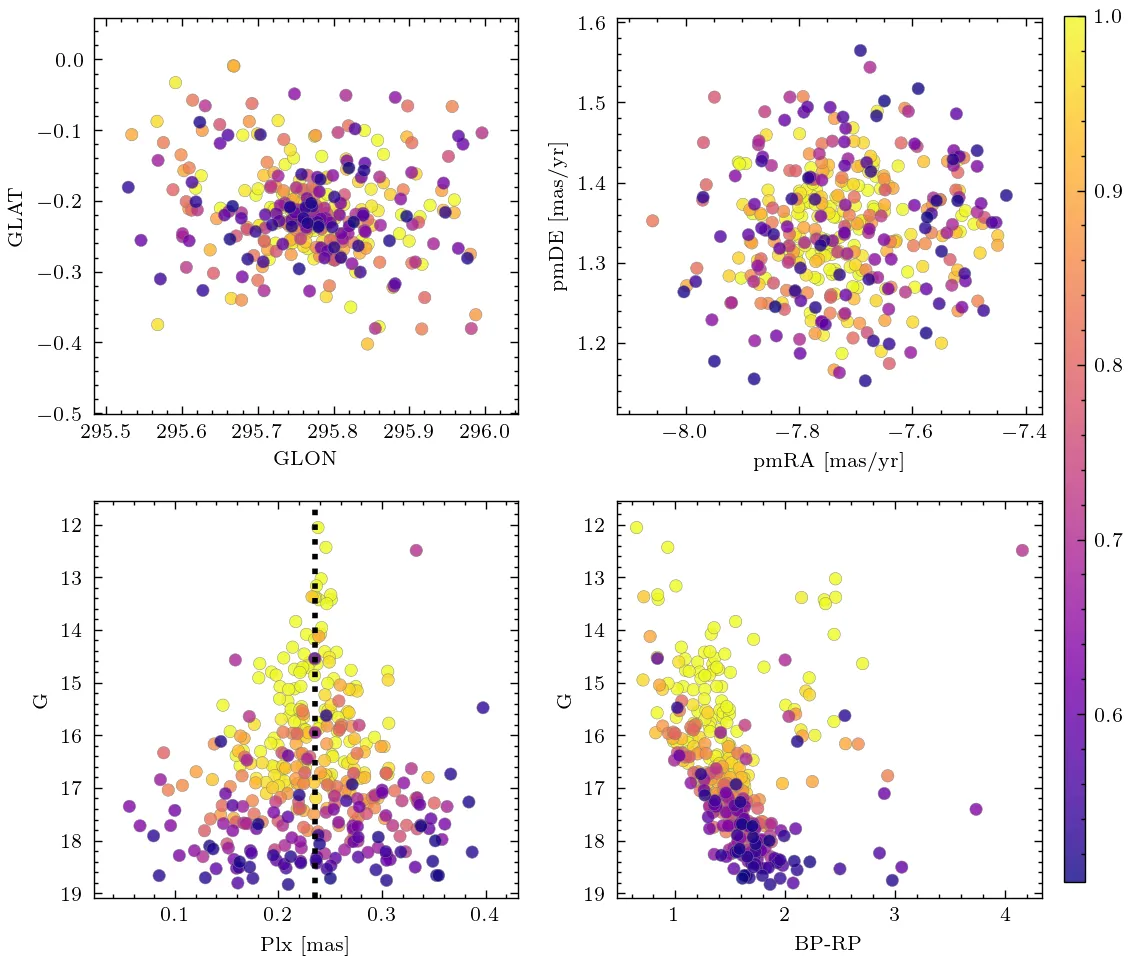 0.0
−0.1
−0.2
−0.3
−0.4
−0.5
GLAT
295.5 295.6 295.7 295.8 295.9 296.0
GLON
1.6
1.5
1.4
1.3
1.2
pmDE [mas/yr]
−8.0 −7.8 −7.6 −7.4
pmRA [mas/yr]
1.0
0.9
0.8
0.7
0.6
12
13
14
15
16
17
18
19
G
0.1 0.2 0.3 0.4
Plx [mas]
12
13
14
15
16
17
18
19
G
1 2 3 4
BP-RP